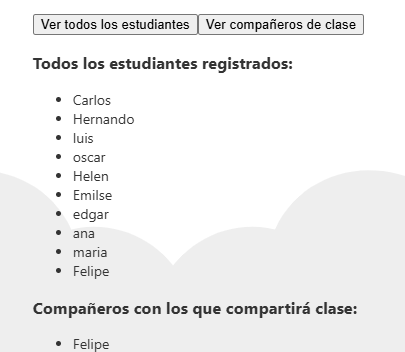 Ver todos los estudiantes Ver compañeros de clase
Todos los estudiantes registrados:
Carlos
Hernando
luis
oscar
Helen
Emilse
edgar
ana
maria
Felipe
Compañeros con los que compartirá clase:
Felipe